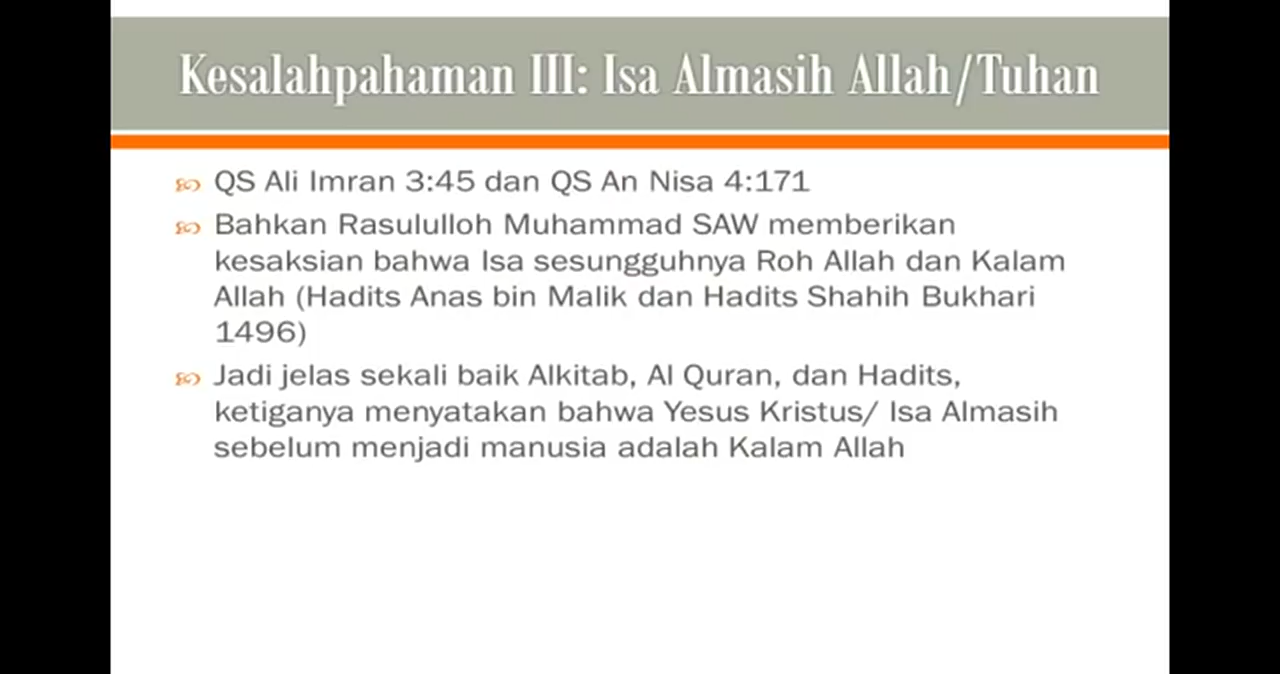 Kesalahpahaman III: Isa Almasih Allah/Tuhan
QS Ali Imran 3:45 dan QS An Nisa 4:171
Bahkan Rasululloh Muhammad SAW memberikan
kesaksian bahwa Isa sesungguhnya Roh Allah dan Kalam
Allah (Hadits Anas bin Malik dan Hadits Shahih Bukhari
1496)
Jadi jelas sekali baik Alkitab, Al Quran, dan Hadits,
ketiganya menyatakan bahwa Yesus Kristus/ Isa Almasih
sebelum menjadi manusia adalah Kalam Allah